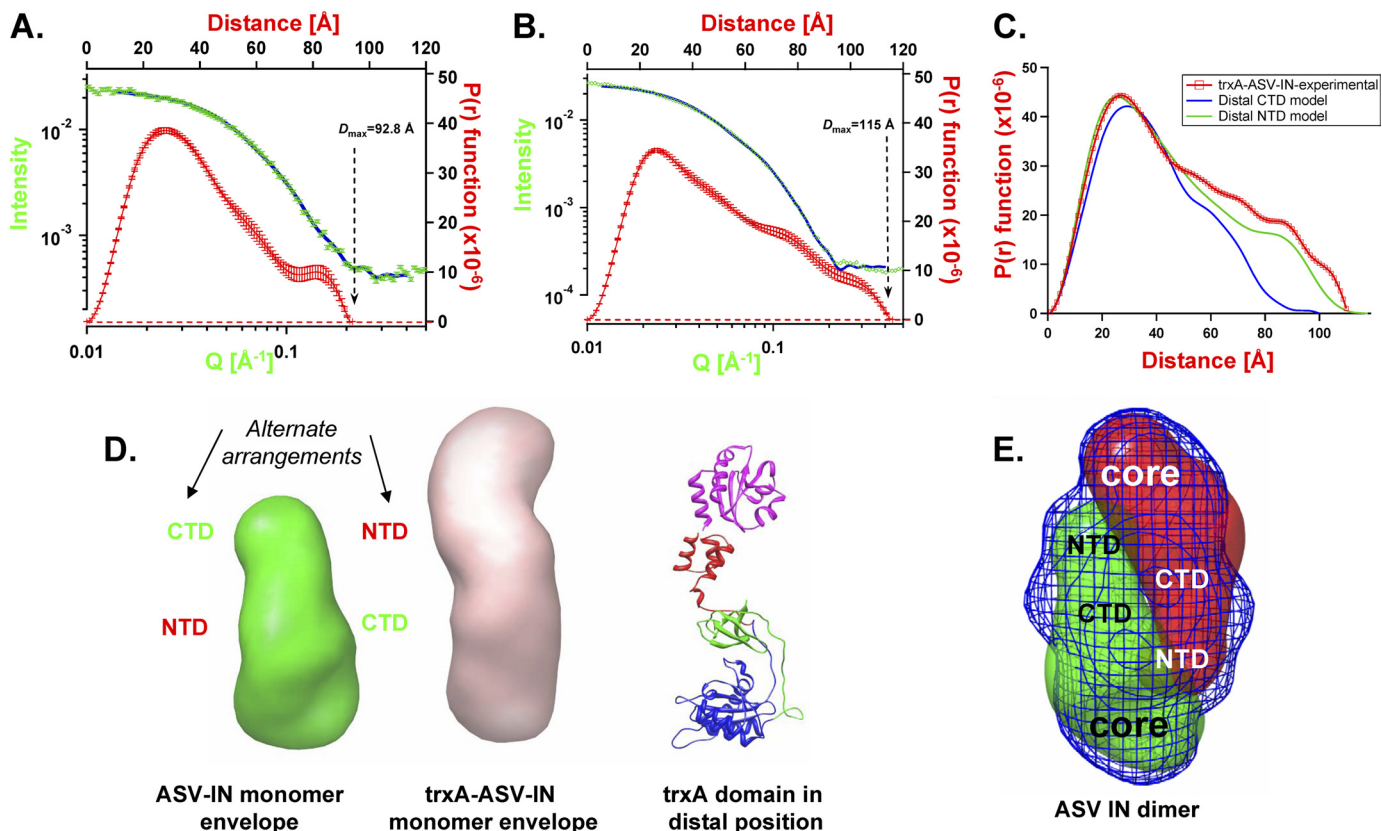 A.
Distance [Å]
0 20 40 60 80 100 120
Intensity
10-2
10-3
Dmax=92.8 Å
50
40
30
20
10
0
P(r) function (x10-6)
0.01 0.1
Q [Å-1]
B.
Distance [Å]
0 20 40 60 80 100 120
Intensity
10-2
10-3
10-4
Dmax=115 Å
50
40
30
20
10
0
P(r) function (x10-6)
0.01 0.1
Q [Å-1]
C.
P(r) function (x10-6)
50
40
30
20
10
0
trxA-ASV-IN-experimental
Distal CTD model
Distal NTD model
0 20 40 60 80 100
Distance [Å]
D.
Alternate
arrangements
CTD
NTD
NTD
CTD
ASV-IN monomer
envelope
trxA-ASV-IN
monomer envelope
trxA domain in
distal position
E.
core
NTD
CTD
CTD
NTD
core
ASV IN dimer